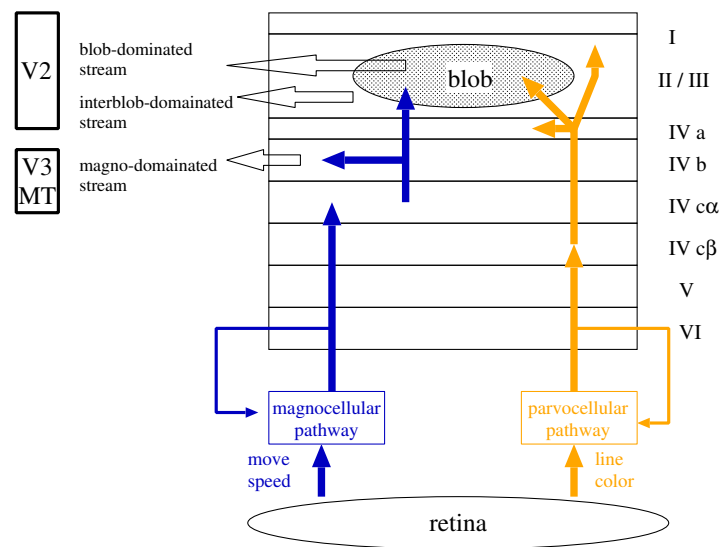 V2
blob-dominated
stream
interblob-domainated
stream
V3
MT
magno-domainated
stream
blob
I
II / III
IV a
IV b
IV cα
IV cβ
V
VI
magnocellular
pathway
parvocellular
pathway
move
speed
line
color
retina